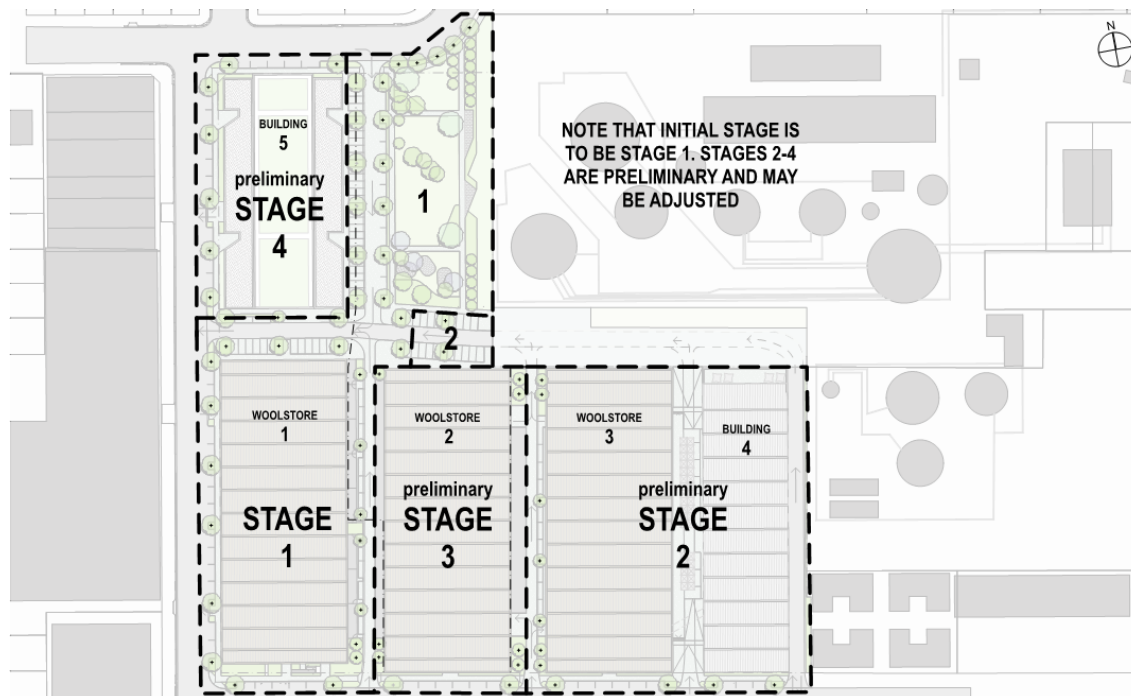 N
NOTE THAT INITIAL STAGE IS
TO BE STAGE 1. STAGES 2-4
ARE PRELIMINARY AND MAY
BE ADJUSTED
BUILDING
5
preliminary
STAGE
4
1
2
WOOLSTORE
1
STAGE
1
WOOLSTORE
2
preliminary
STAGE
3
WOOLSTORE
3
BUILDING
4
preliminary
STAGE
2